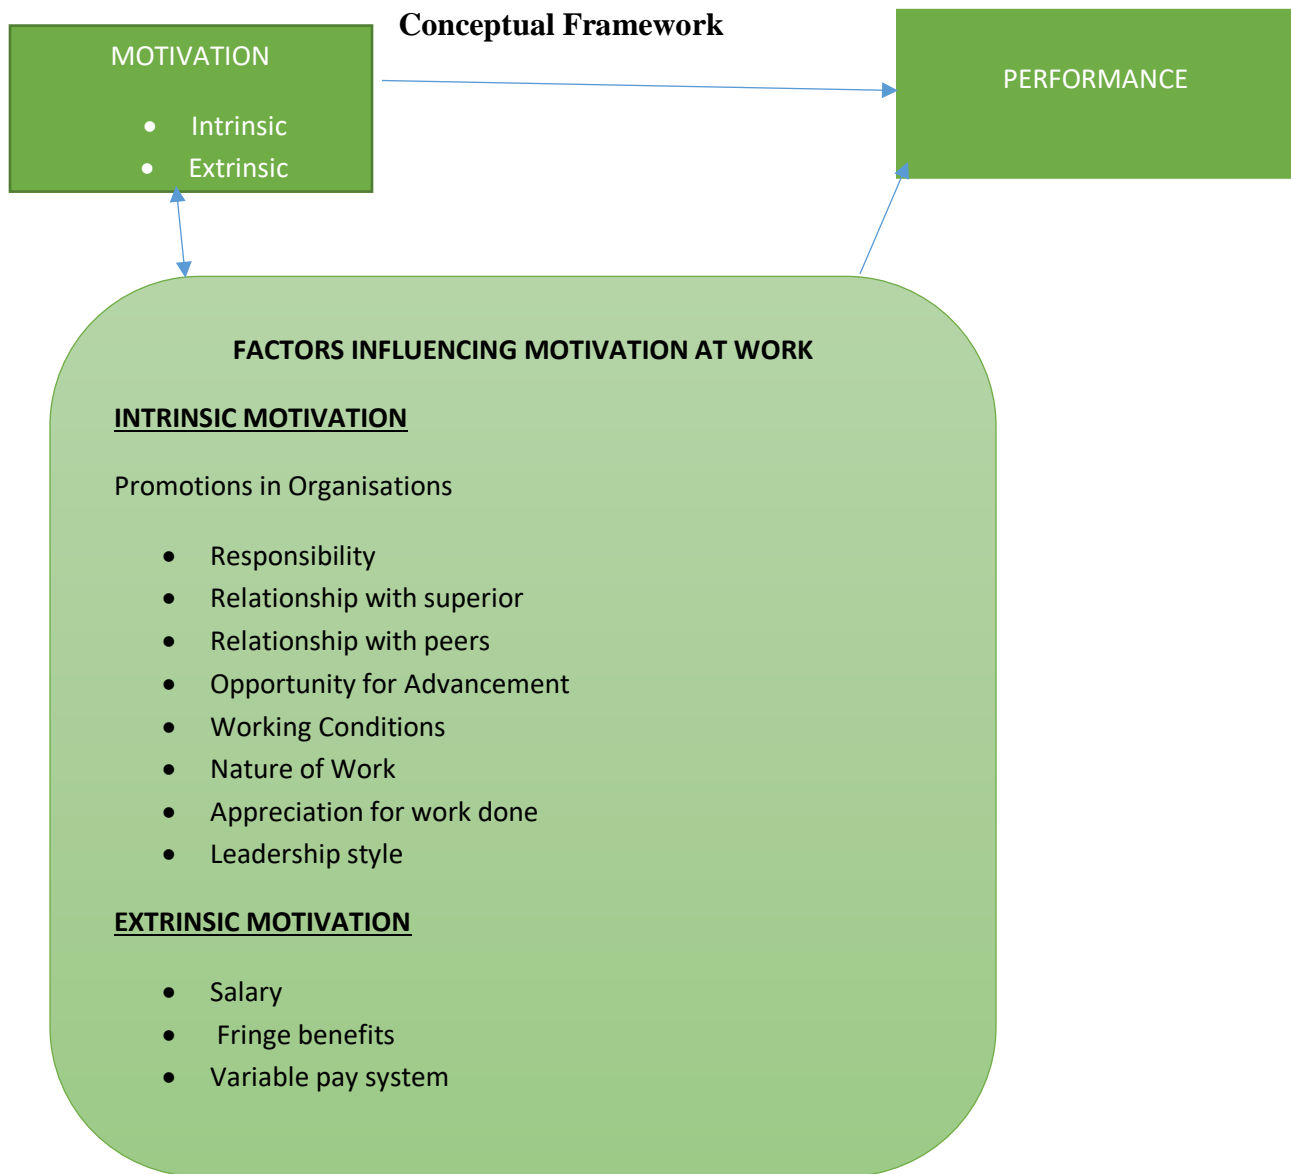 Conceptual Framework
MOTIVATION
• Intrinsic
• Extrinsic
PERFORMANCE
FACTORS INFLUENCING MOTIVATION AT WORK
INTRINSIC MOTIVATION
Promotions in Organisations
• Responsibility
• Relationship with superior
• Relationship with peers
• Opportunity for Advancement
• Working Conditions
• Nature of Work
• Appreciation for work done
• Leadership style
EXTRINSIC MOTIVATION
• Salary
• Fringe benefits
• Variable pay system